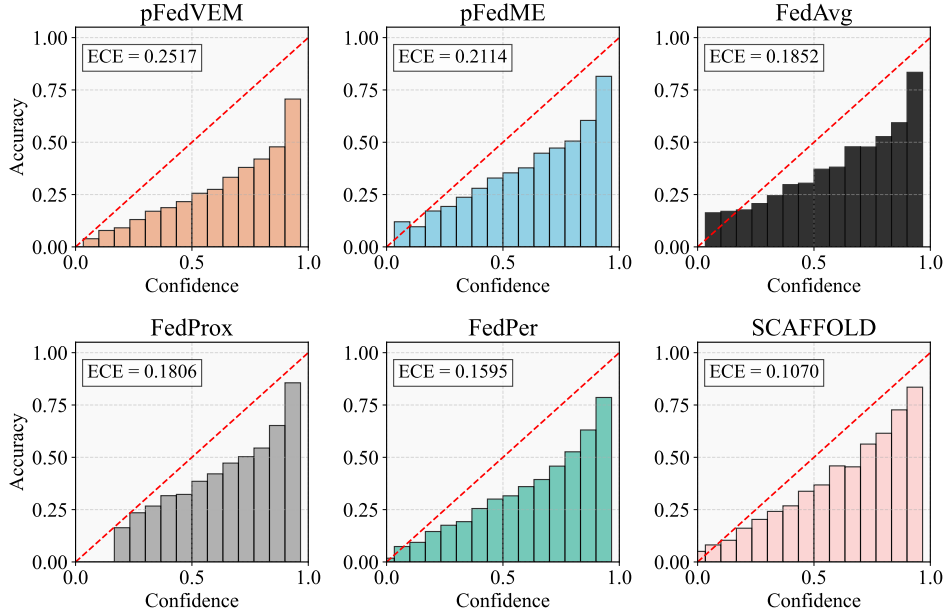 pFedVEM
1.00
0.75
0.50
0.25
0.00
Accuracy
ECE = 0.2517
0.0
0.5
1.0
Confidence
pFedME
1.00
0.75
0.50
0.25
0.00
ECE = 0.2114
0.0
0.5
1.0
Confidence
FedAvg
1.00
0.75
0.50
0.25
0.00
ECE = 0.1852
0.0
0.5
1.0
Confidence
FedProx
1.00
0.75
0.50
0.25
0.00
Accuracy
ECE = 0.1806
0.0
0.5
1.0
Confidence
FedPer
1.00
0.75
0.50
0.25
0.00
ECE = 0.1595
0.0
0.5
1.0
Confidence
SCAFFOLD
1.00
0.75
0.50
0.25
0.00
ECE = 0.1070
0.0
0.5
1.0
Confidence